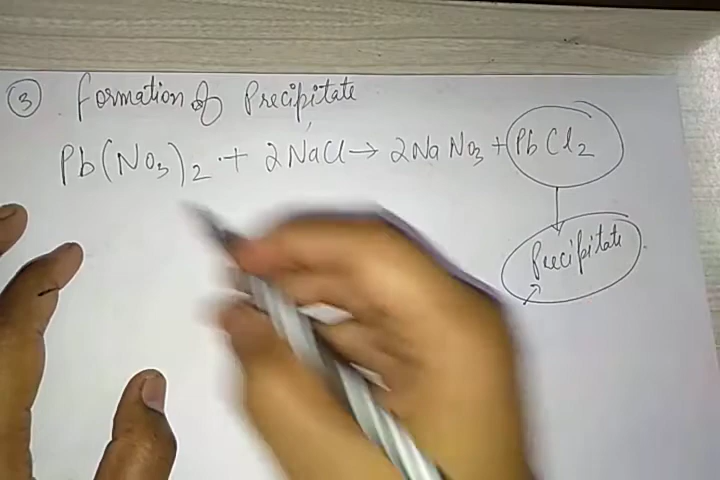 ③ Formation of Precipitate
Pb(NO₃)₂ + 2NaCl → 2NaNO₃ + PbCl₂
Precipitate